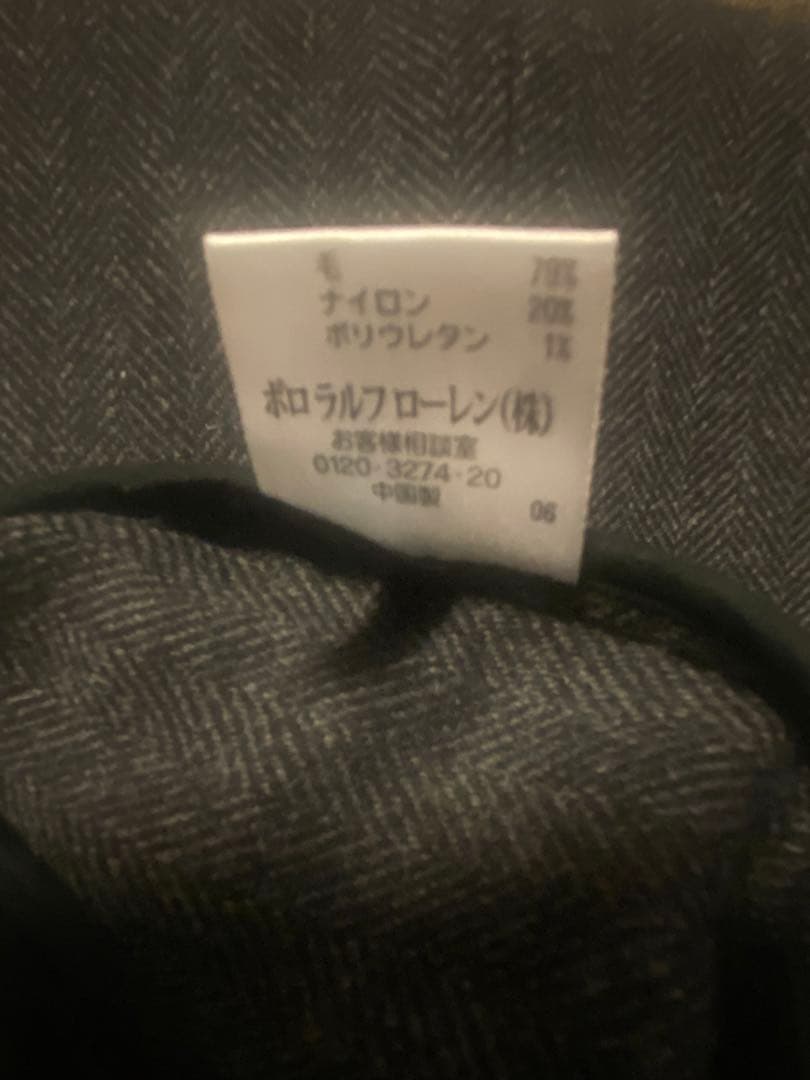 毛 79%
ナイロン 20%
ポリウレタン 1%
ポロ ラルフ ローレン(株)
お客様相談室
0120-3274-20
中国製
06